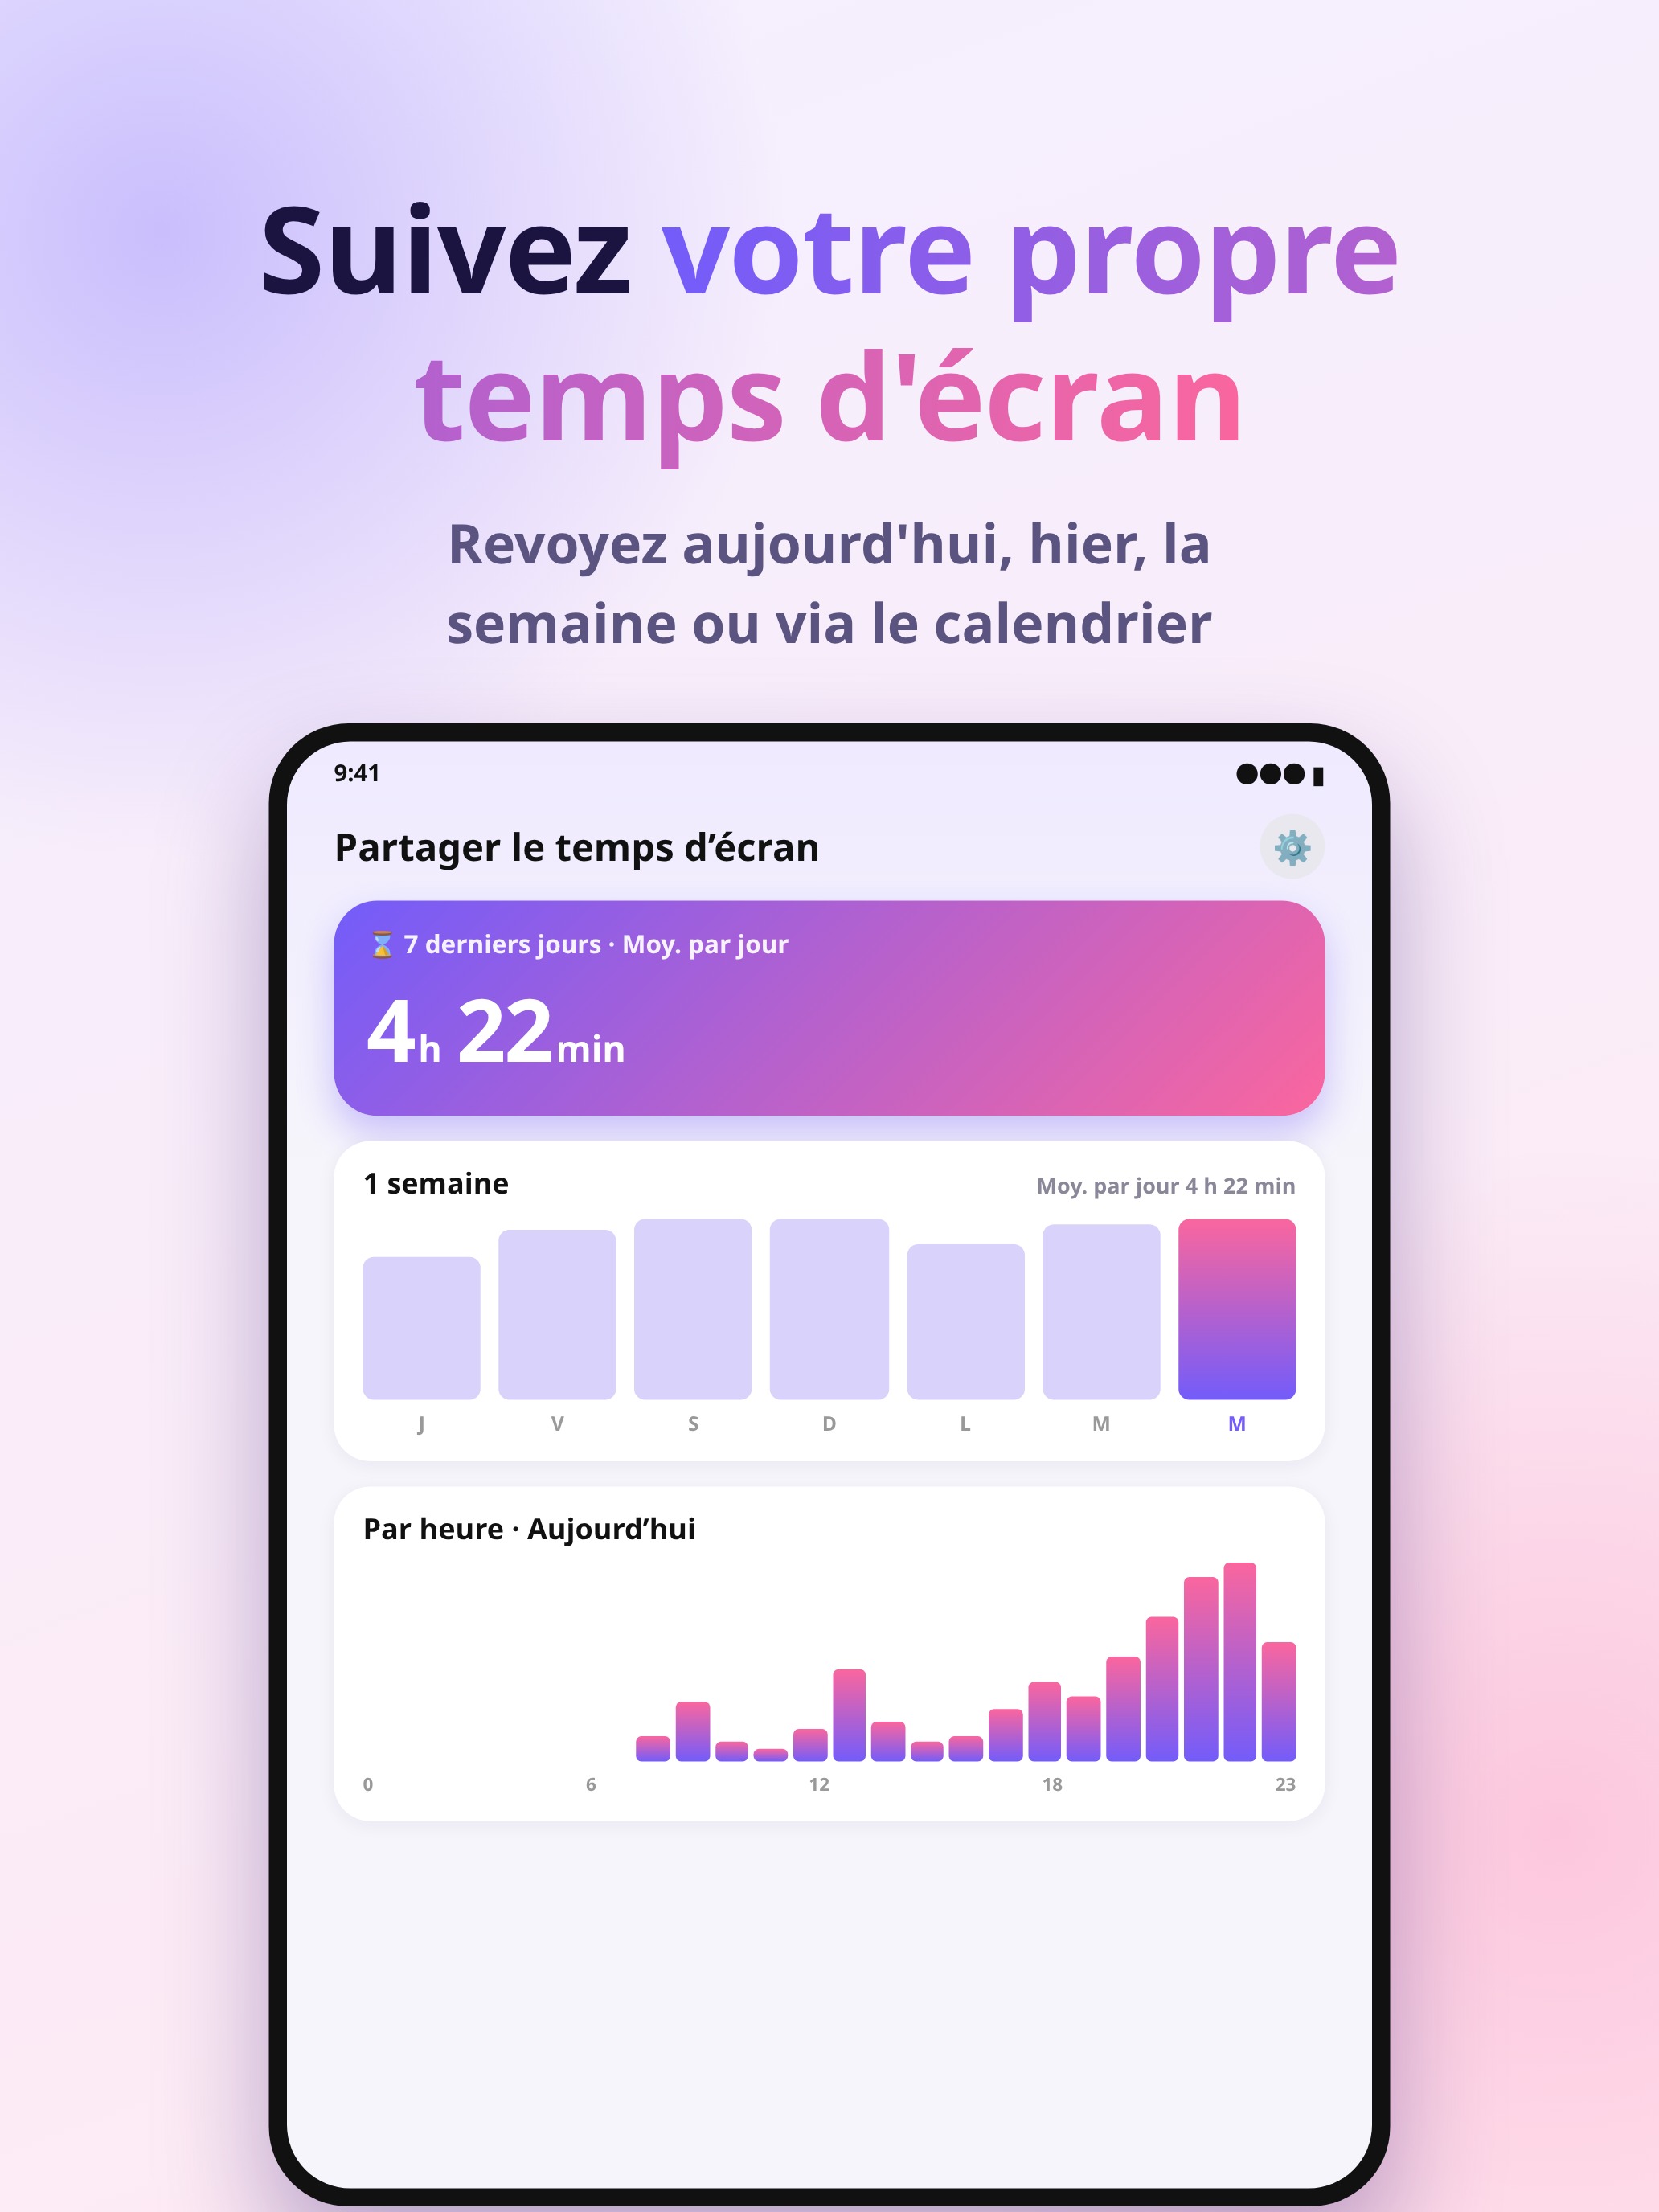 Suivez votre propre
temps d'écran
Revoyez aujourd'hui, hier, la
semaine ou via le calendrier
9:41
Partager le temps d’écran
⌛ 7 derniers jours · Moy. par jour
4h 22min
1 semaine
Moy. par jour 4 h 22 min
J V S D L M M
Par heure · Aujourd’hui
0 6 12 18 23